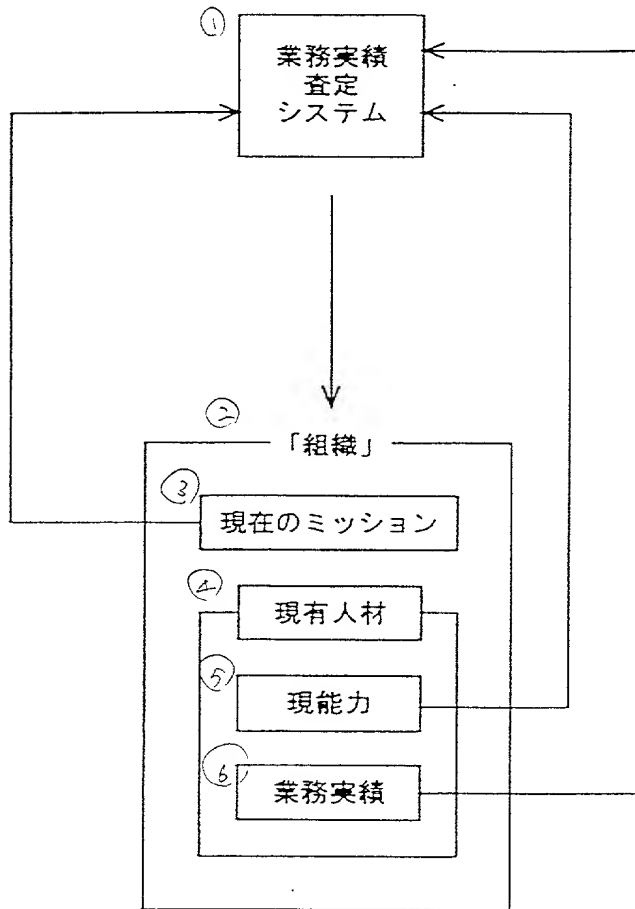 ①
業務実績
査定
システム
②
「組織」
③
現在のミッション
④
現有人材
⑤
現能力
⑥
業務実績